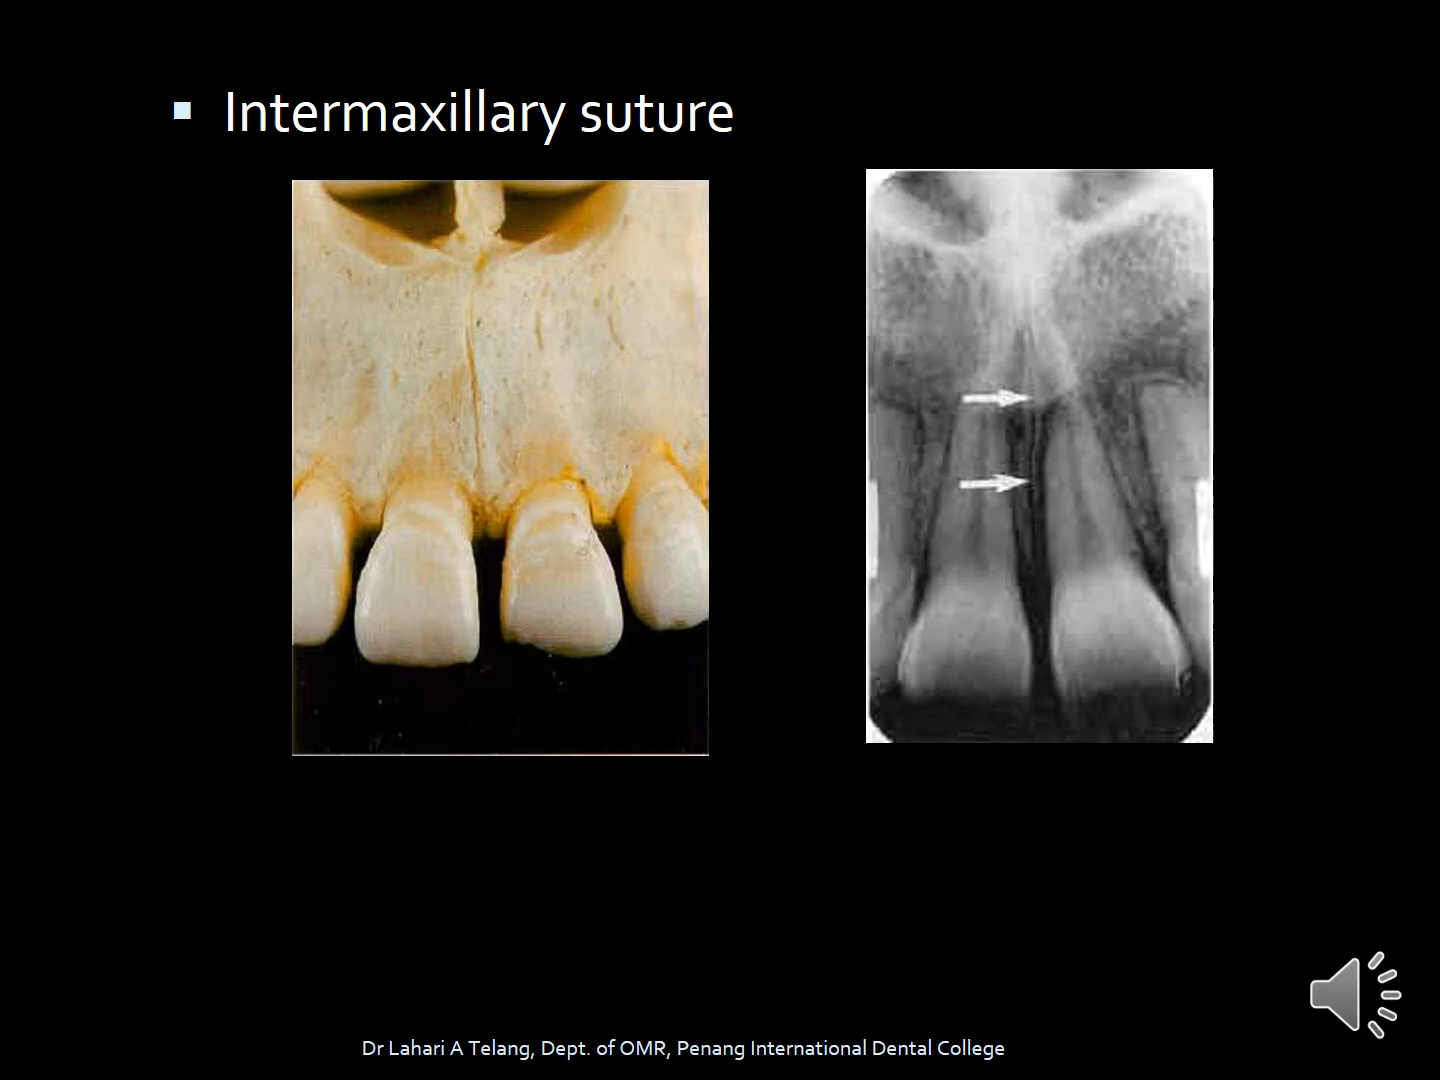 Intermaxillary suture
Dr Lahari A Telang, Dept. of OMR, Penang International Dental College